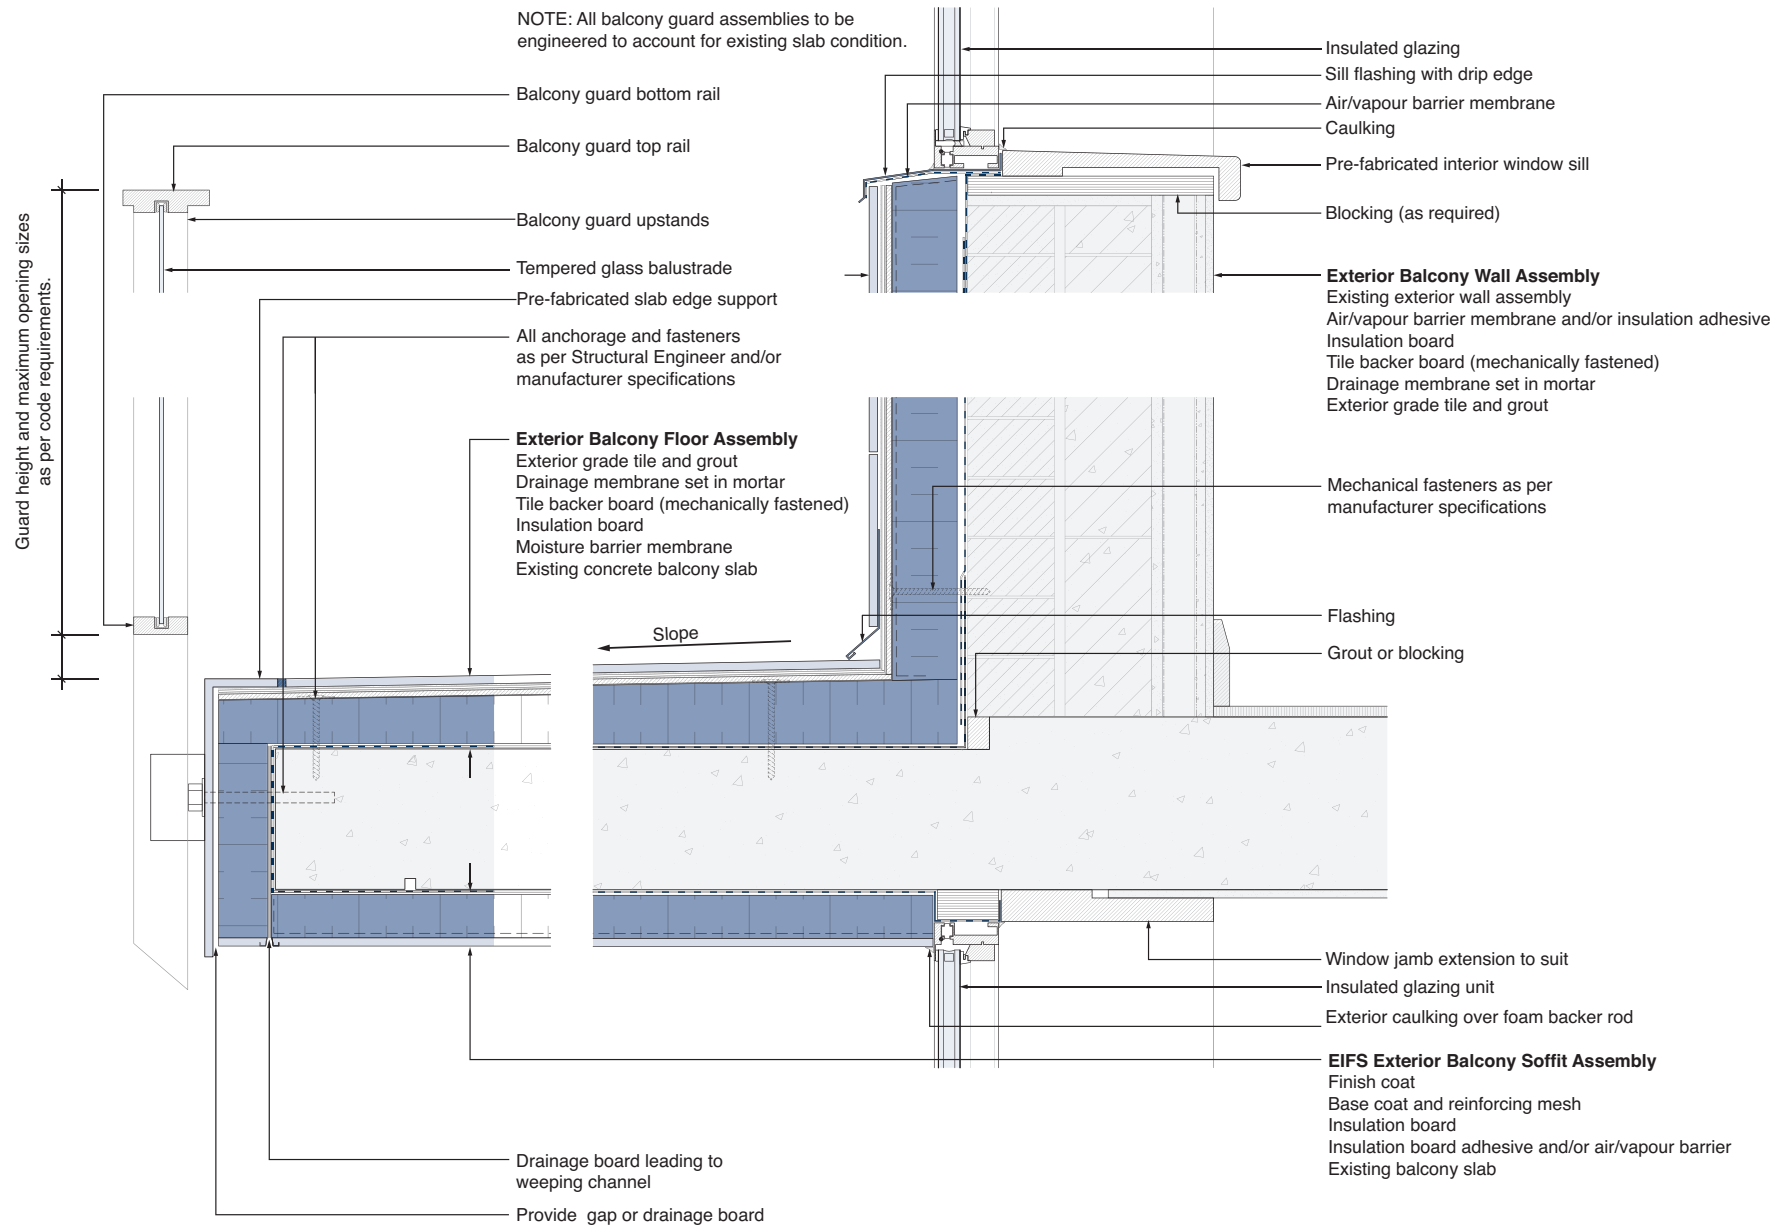 NOTE: All balcony guard assemblies to be
engineered to account for existing slab condition.
Balcony guard bottom rail
Balcony guard top rail
Balcony guard upstands
Tempered glass balustrade
Pre-fabricated slab edge support
All anchorage and fasteners
as per Structural Engineer and/or
manufacturer specifications
Guard height and maximum opening sizes
as per code requirements.
Exterior Balcony Floor Assembly
Exterior grade tile and grout
Drainage membrane set in mortar
Tile backer board (mechanically fastened)
Insulation board
Moisture barrier membrane
Existing concrete balcony slab
Slope
Drainage board leading to
weeping channel
Provide gap or drainage board
Insulated glazing
Sill flashing with drip edge
Air/vapour barrier membrane
Caulking
Pre-fabricated interior window sill
Blocking (as required)
Exterior Balcony Wall Assembly
Existing exterior wall assembly
Air/vapour barrier membrane and/or insulation adhesive
Insulation board
Tile backer board (mechanically fastened)
Drainage membrane set in mortar
Exterior grade tile and grout
Mechanical fasteners as per
manufacturer specifications
Flashing
Grout or blocking
Window jamb extension to suit
Insulated glazing unit
Exterior caulking over foam backer rod
EIFS Exterior Balcony Soffit Assembly
Finish coat
Base coat and reinforcing mesh
Insulation board
Insulation board adhesive and/or air/vapour barrier
Existing balcony slab